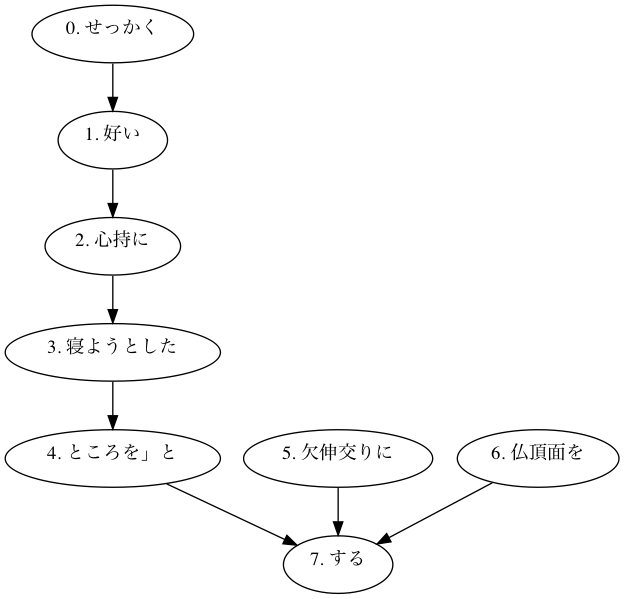 0. せっかく
1. 好い
2. 心持に
3. 寝ようとした
4. ところを」と
5. 欠伸交りに
6. 仏頂面を
7. する